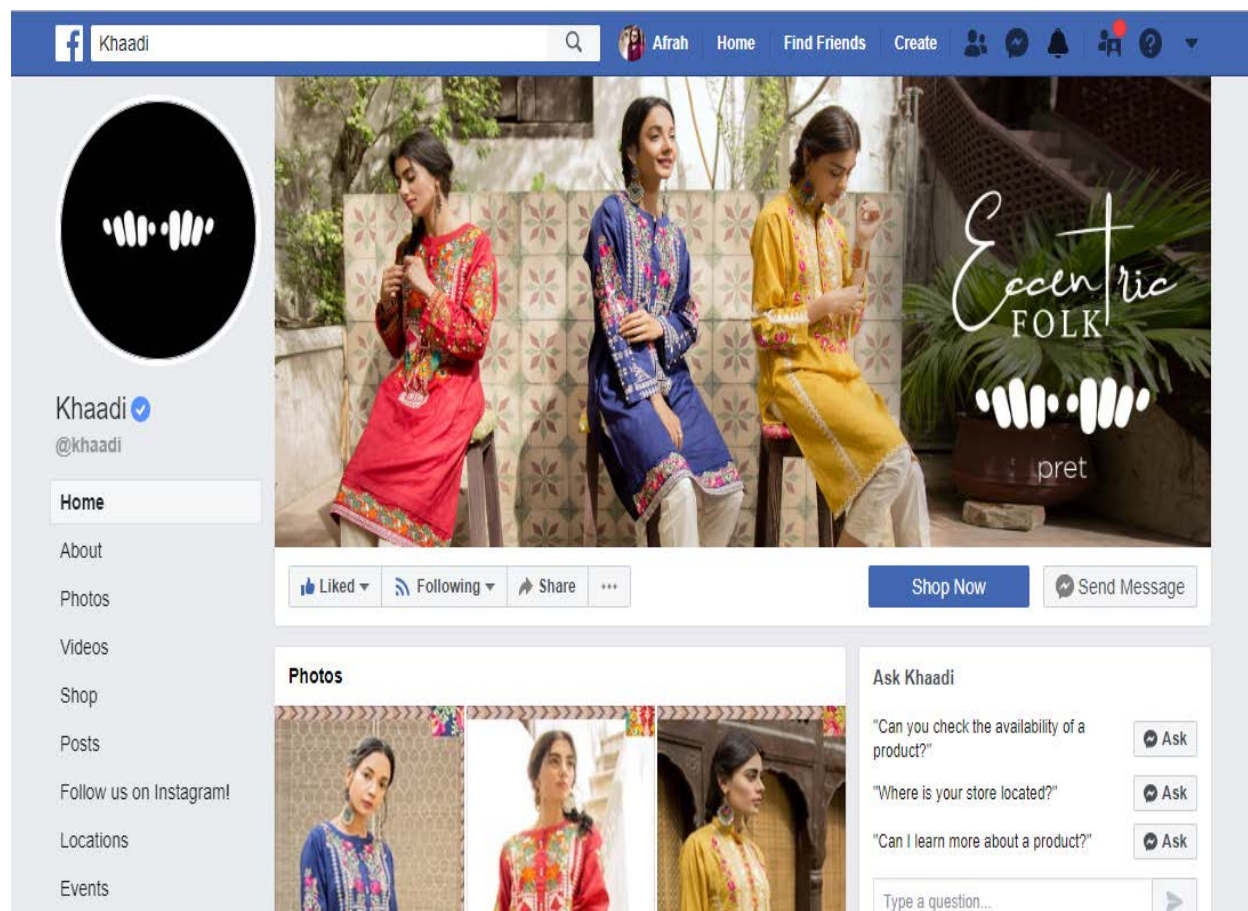 Khaadi
Afrah
Home
Find Friends
Create
Eccentric
FOLK
pret
Khaadi
@khaadi
Home
About
Photos
Videos
Shop
Posts
Follow us on Instagram!
Locations
Events
Liked
Following
Share
Shop Now
Send Message
Photos
Ask Khaadi
"Can you check the availability of a
product?"
Ask
"Where is your store located?"
Ask
"Can I learn more about a product?"
Ask
Type a question...